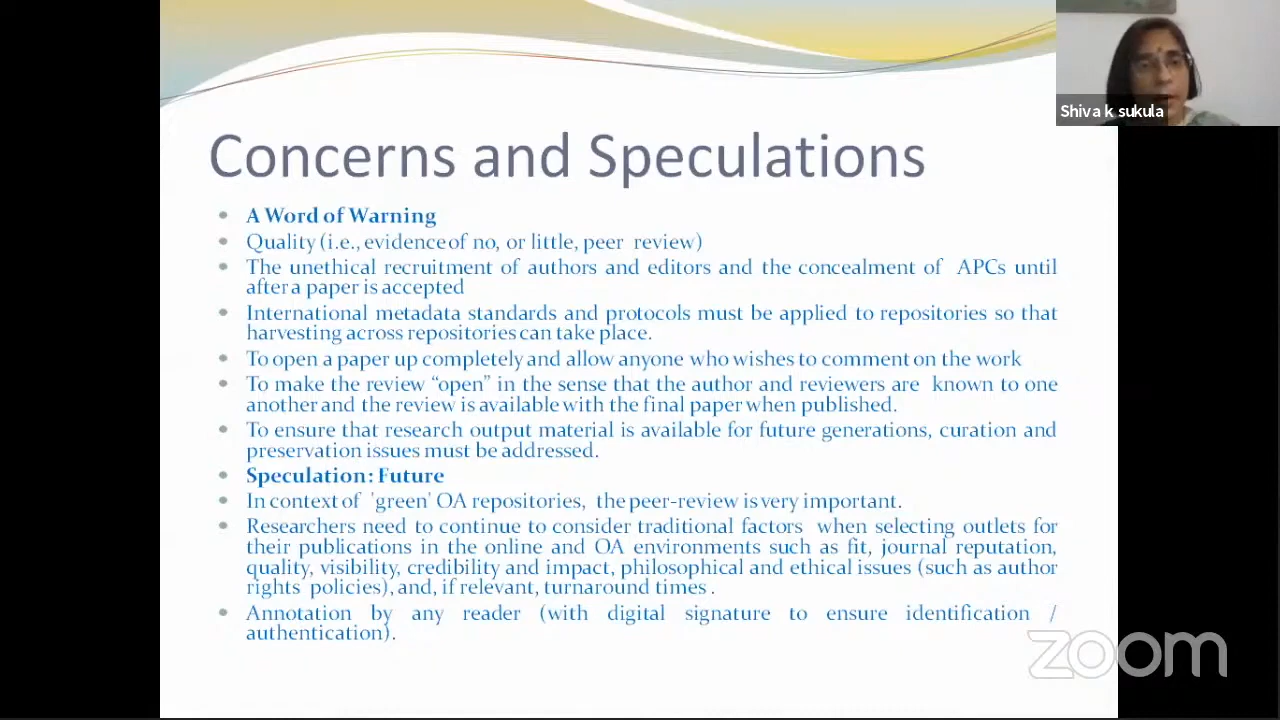 Shiva k sukula
Concerns and Speculations
A Word of Warning
Quality (i.e., evidence of no, or little, peer review)
The unethical recruitment of authors and editors and the concealment of APCs until
after a paper is accepted
International metadata standards and protocols must be applied to repositories so that
harvesting across repositories can take place.
To open a paper up completely and allow anyone who wishes to comment on the work
To make the review “open” in the sense that the author and reviewers are known to one
another and the review is available with the final paper when published.
To ensure that research output material is available for future generations, curation and
preservation issues must be addressed.
Speculation: Future
In context of 'green' OA repositories, the peer-review is very important.
Researchers need to continue to consider traditional factors when selecting outlets for
their publications in the online and OA environments such as fit, journal reputation,
quality, visibility, credibility and impact, philosophical and ethical issues (such as author
rights policies), and, if relevant, turnaround times .
Annotation by any reader (with digital signature to ensure identification /
authentication).
zoom